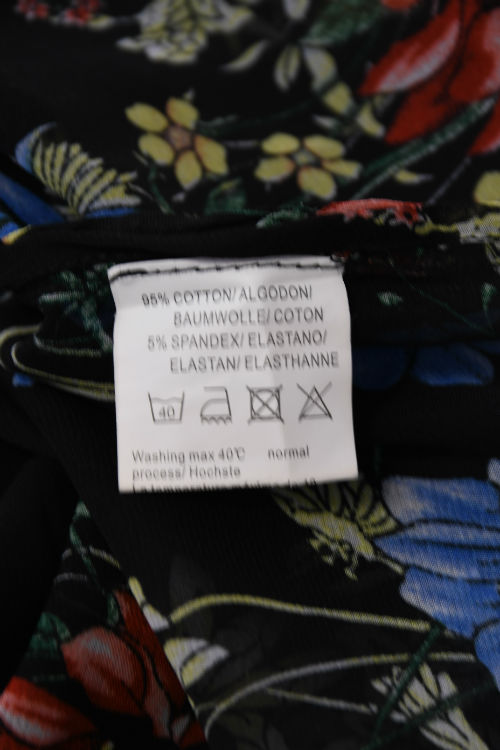 95% COTTON/ ALGODON/
BAUMWOLLE/ COTON
5% SPANDEX/ ELASTANO/
ELASTAN/ ELASTHANNE
40
Washing max 40℃ normal
process/ Hochste